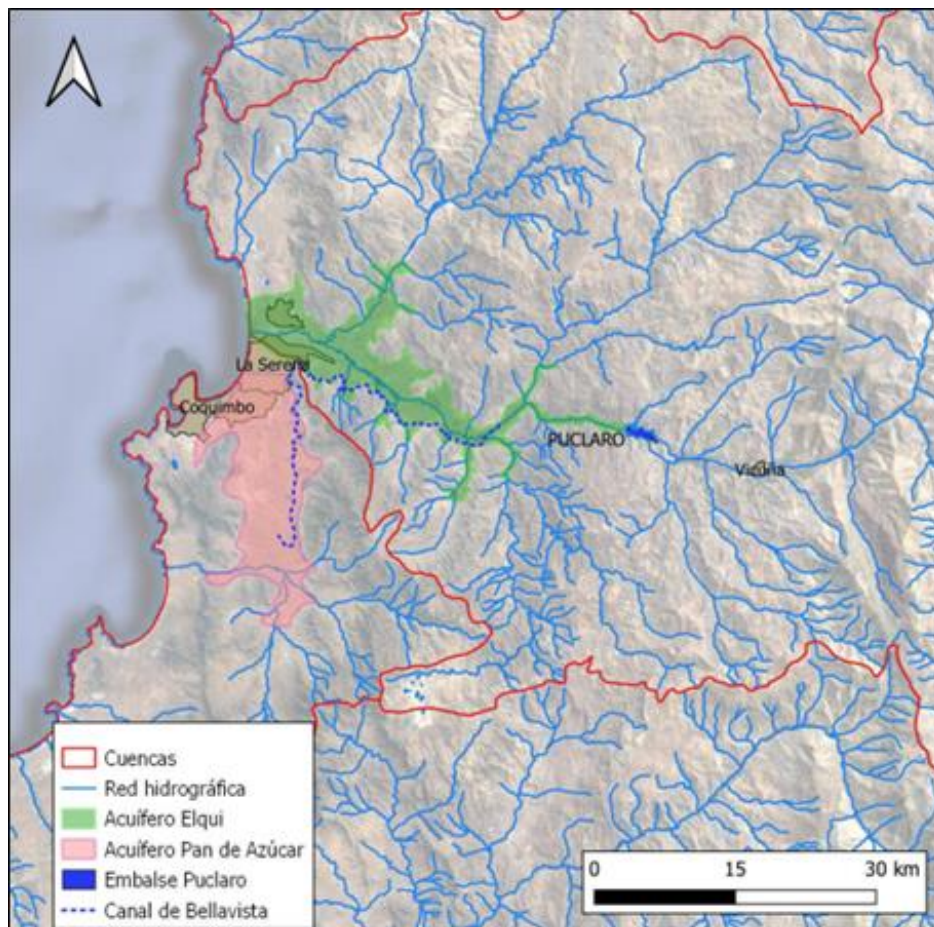 La Serena
Coquimbo
PUCLARO
Vicuña
Cuencas
Red hidrográfica
Acuífero Elqui
Acuífero Pan de Azúcar
Embalse Puclaro
Canal de Bellavista
0 15 30 km